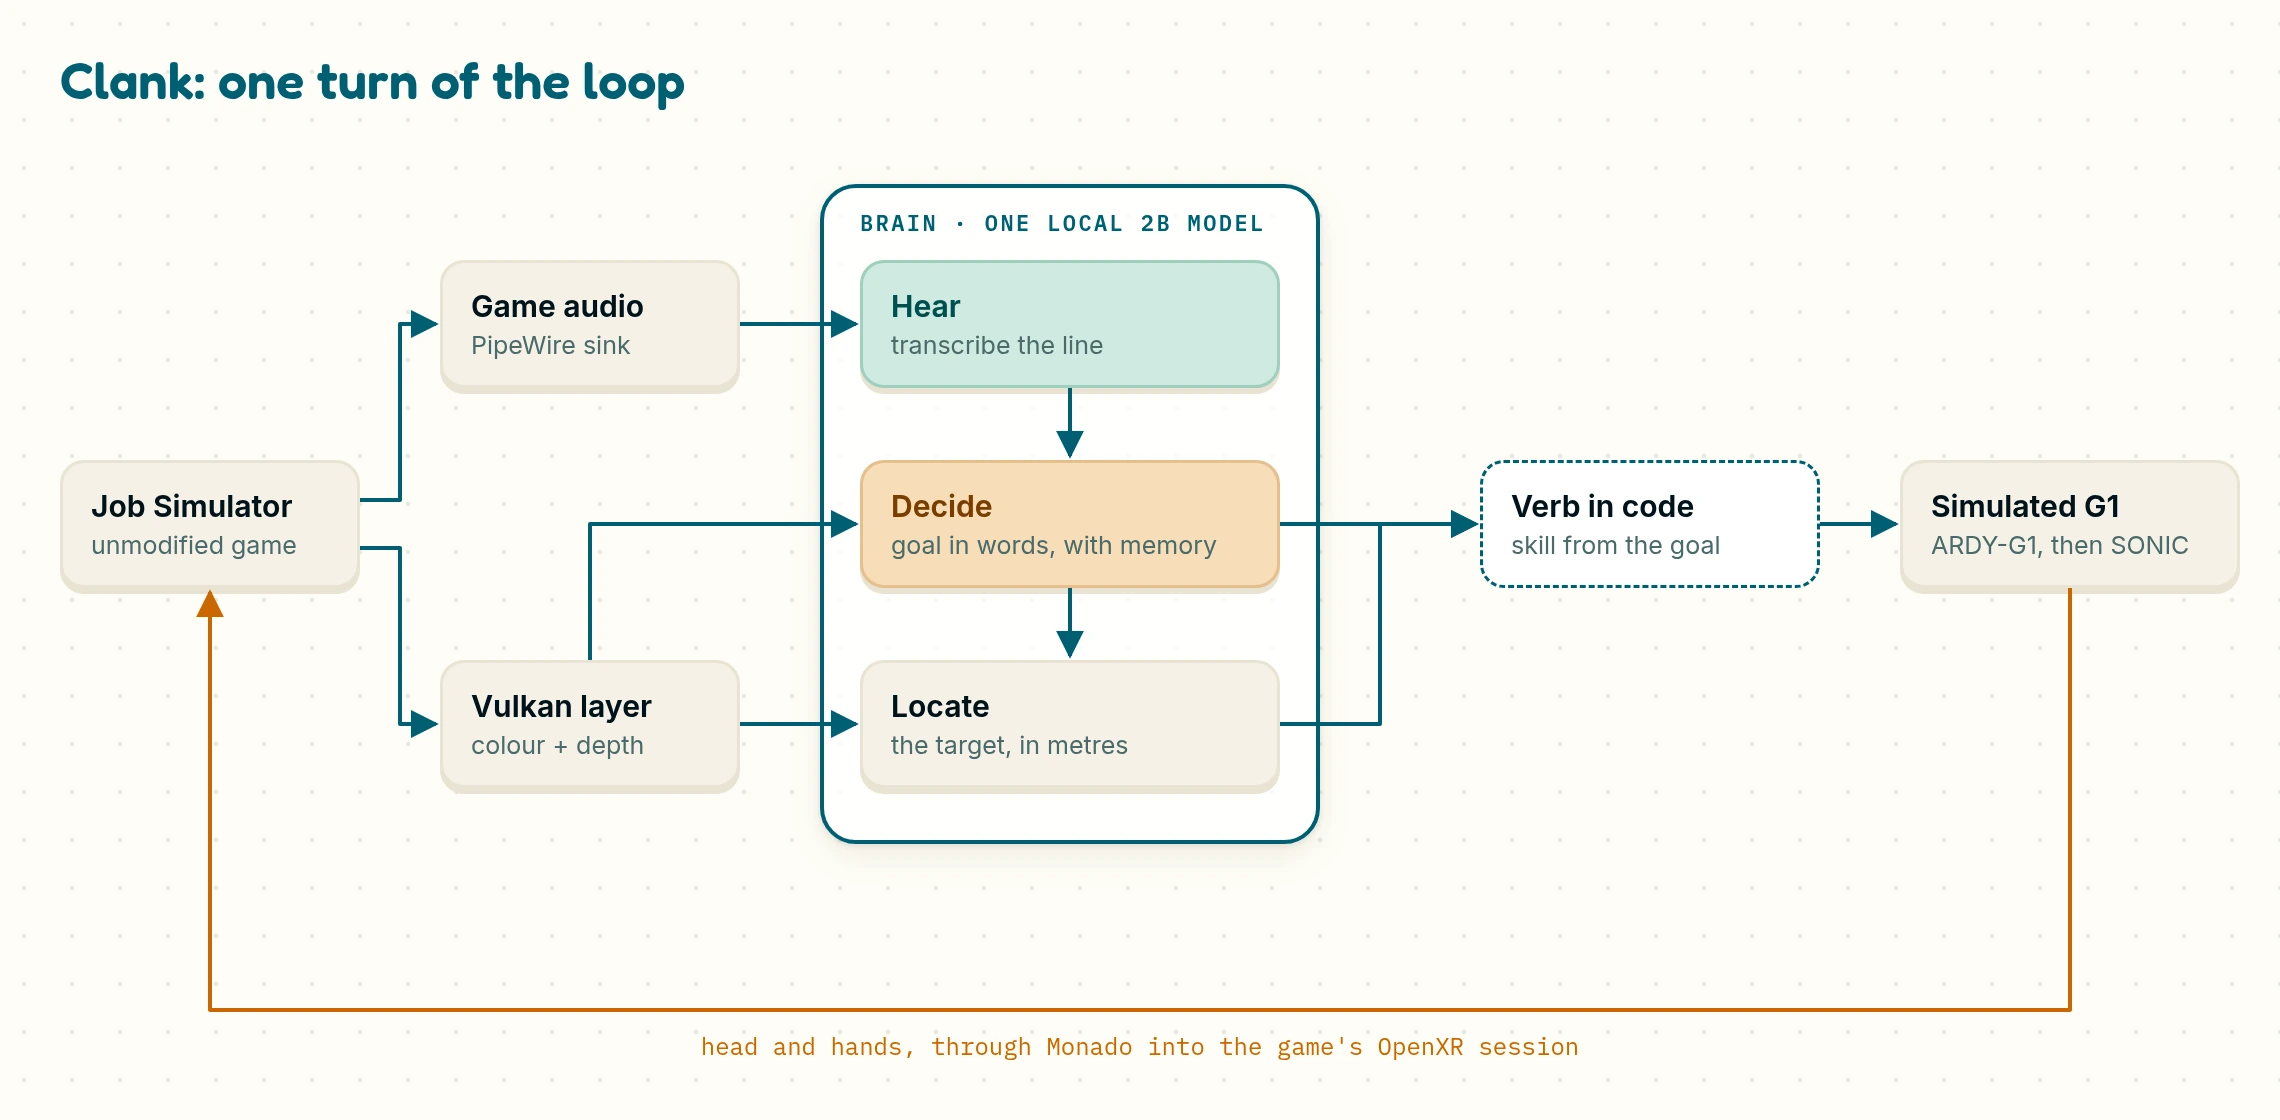 Clank: one turn of the loop
BRAIN · ONE LOCAL 2B MODEL
Game audio
PipeWire sink
Hear
transcribe the line
Job Simulator
unmodified game
Decide
goal in words, with memory
Verb in code
skill from the goal
Simulated G1
ARDY-G1, then SONIC
Vulkan layer
colour + depth
Locate
the target, in metres
head and hands, through Monado into the game's OpenXR session